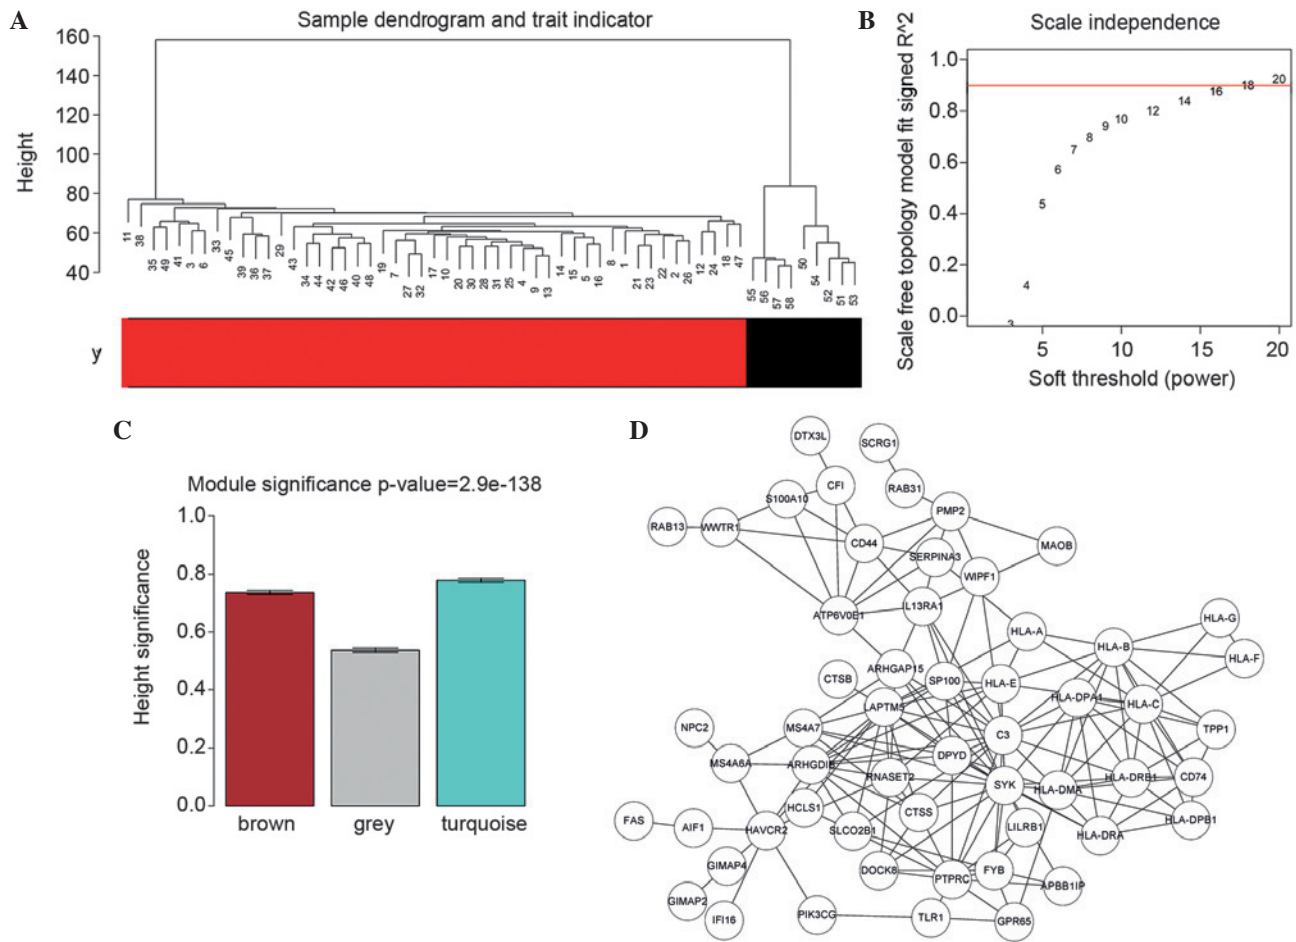 A
Sample dendrogram and trait indicator
160
140
120
100
80
60
40
Height
11 38 35 49 41 3 6 33 45 39 36 37 29 43 34 44 42 46 40 48 19 7 27 32 17 10 20 30 28 31 25 4 9 13 14 15 5 16 8 1 21 23 22 2 26 12 24 18 47 55 56 57 58 50 54 52 51 53
y
B
Scale independence
Scale free topology model fit signed R^2
1.0
0.8
0.6
0.4
0.2
0.0
3 4 5 6 7 8 9 10 12 14 16 18 20
5 10 15 20
Soft threshold (power)
C
Module significance p-value=2.9e-138
Height significance
1.0
0.8
0.6
0.4
0.2
0.0
brown grey turquoise
D
DTX3L
SCRG1
CFI
RAB31
S100A10
PMP2
RAB13
WWTR1
CD44
MAOB
SERPINA3
WIPF1
ATP6V0E1
L13RA1
HLA-G
HLA-A
HLA-B
HLA-F
ARHGAP15
CTSB
SP100
HLA-E
HLA-DPA1
HLA-C
LAPTM5
NPC2
MS4A7
C3
TPP1
DPYD
MS4A6A
ARHGDIB
RNASET2
SYK
HLA-DMA
HLA-DRB1
CD74
HCLS1
CTSS
FAS
AIF1
HAVCR2
SLCO2B1
LILRB1
HLA-DRA
HLA-DPB1
GIMAP4
DOCK8
PTPRC
FYB
APBB1IP
GIMAP2
IFI16
PIK3CG
TLR1
GPR65